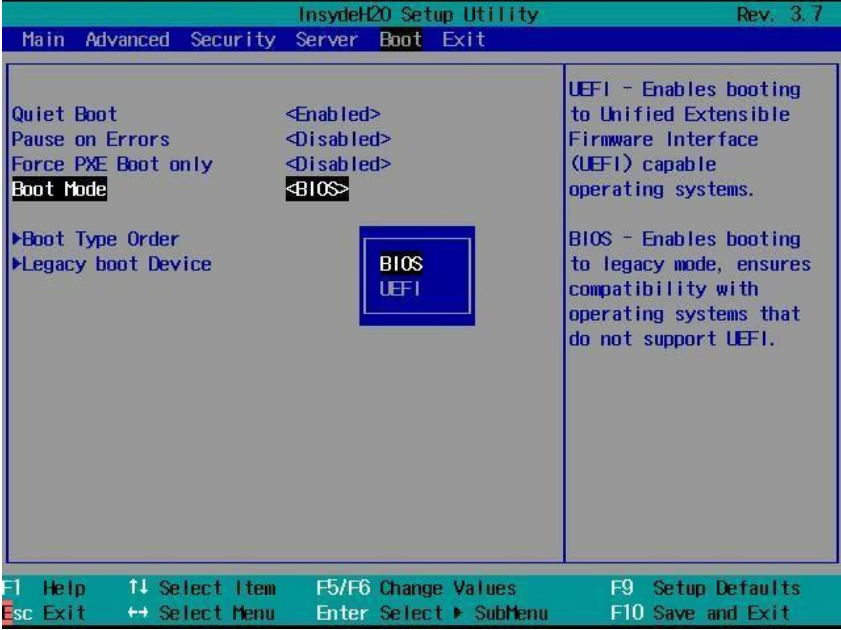 InsydeH20 Setup Utility Rev. 3.7
Main Advanced Security Server Boot Exit
Quiet Boot <Enabled>
Pause on Errors <Disabled>
Force PXE Boot only <Disabled>
Boot Mode <BIOS>
▶Boot Type Order
▶Legacy boot Device
BIOS
UEFI
UEFI - Enables booting
to Unified Extensible
Firmware Interface
(UEFI) capable
operating systems.
BIOS - Enables booting
to legacy mode, ensures
compatibility with
operating systems that
do not support UEFI.
F1 Help ↑↓ Select Item F5/F6 Change Values F9 Setup Defaults
Esc Exit ↔ Select Menu Enter Select ▶ SubMenu F10 Save and Exit